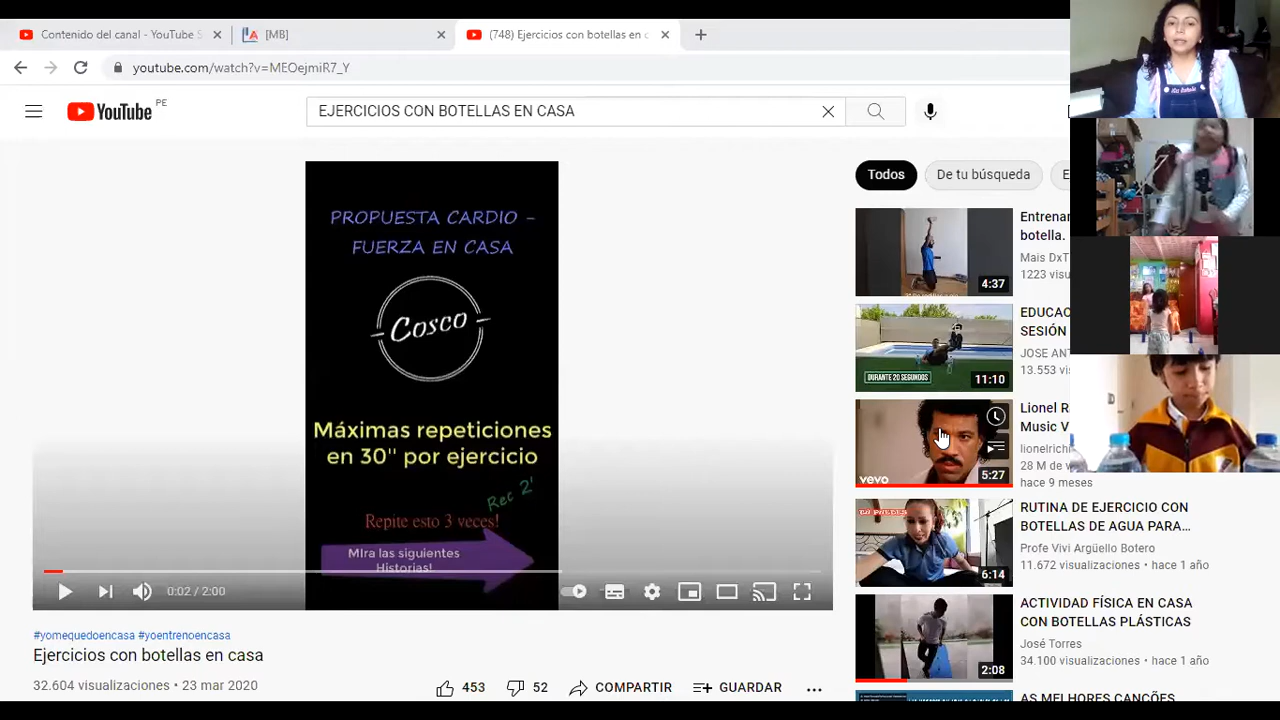 Contenido del canal - YouTube S
[MB]
(748) Ejercicios con botellas en c
youtube.com/watch?v=MEOejmiR7_Y
YouTube PE
EJERCICIOS CON BOTELLAS EN CASA
PROPUESTA CARDIO -
FUERZA EN CASA
Cosco
Máximas repeticiones
en 30'' por ejercicio
Rec 2'
Repite esto 3 veces!
MIra las siguientes
Historias!
0:02 / 2:00
#yomequedoencasa #yoentrenoencasa
Ejercicios con botellas en casa
32.604 visualizaciones • 23 mar 2020
453
52
COMPARTIR
GUARDAR
Todos
De tu búsqueda
E
4:37
Entrenar
botella.
Mais DxT
1223 visu
DURANTE 20 SEGUNDOS
11:10
EDUCAC
SESIÓN
JOSE ANT
13.553 vis
vevo
5:27
Lionel R
Music V
lionelrichi
28 M de v
hace 9 meses
6:14
RUTINA DE EJERCICIO CON
BOTELLAS DE AGUA PARA...
Profe Vivi Argüello Botero
11.672 visualizaciones • hace 1 año
2:08
ACTIVIDAD FÍSICA EN CASA
CON BOTELLAS PLÁSTICAS
José Torres
34.100 visualizaciones • hace 1 año
AS MELHORES CANÇÕES